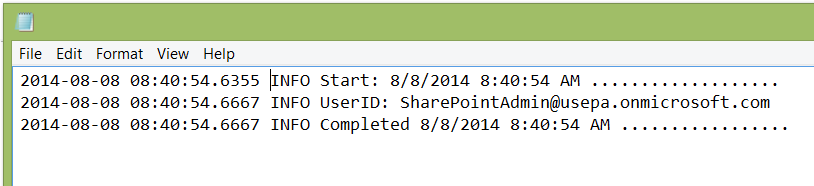 File Edit Format View Help
2014-08-08 08:40:54.6355 INFO Start: 8/8/2014 8:40:54 AM ...................
2014-08-08 08:40:54.6667 INFO UserID: SharePointAdmin@usepa.onmicrosoft.com
2014-08-08 08:40:54.6667 INFO Completed 8/8/2014 8:40:54 AM .................